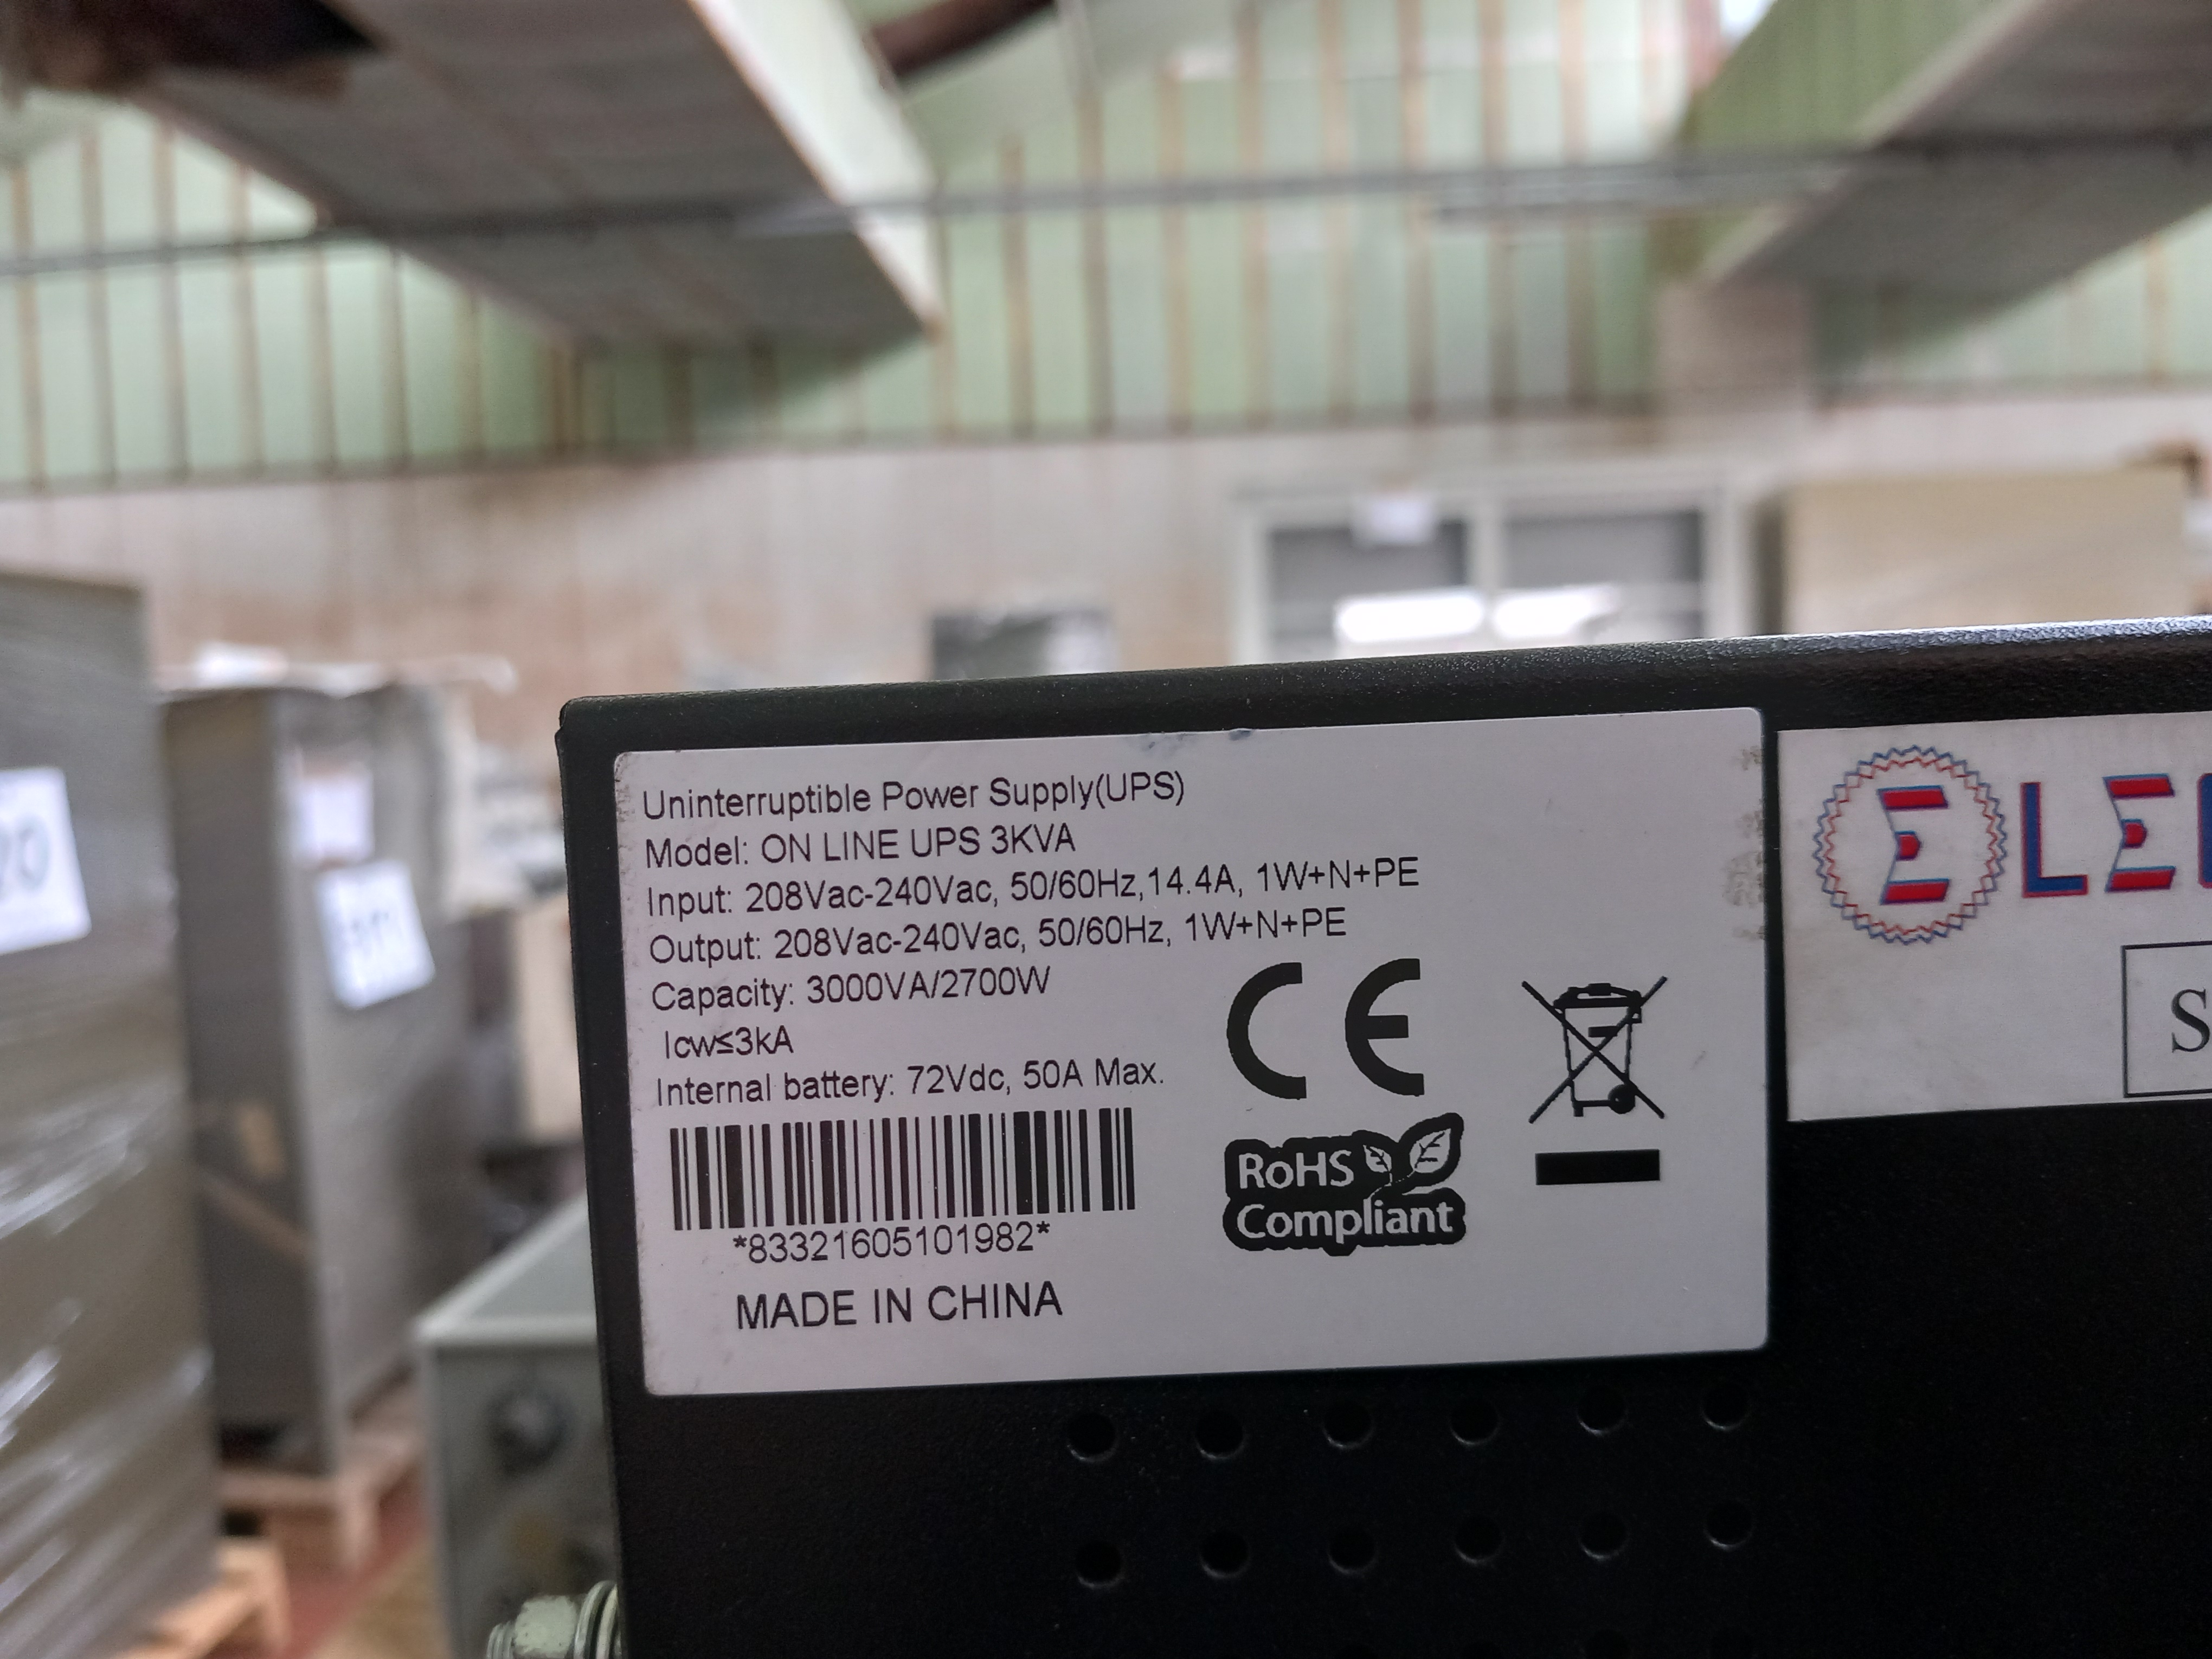 Uninterruptible Power Supply(UPS)
Model: ON LINE UPS 3KVA
Input: 208Vac-240Vac, 50/60Hz,14.4A, 1W+N+PE
Output: 208Vac-240Vac, 50/60Hz, 1W+N+PE
Capacity: 3000VA/2700W
Icw≤3kA
Internal battery: 72Vdc, 50A Max.
*83321605101982*
MADE IN CHINA
CE
RoHS
Compliant
ELE
S